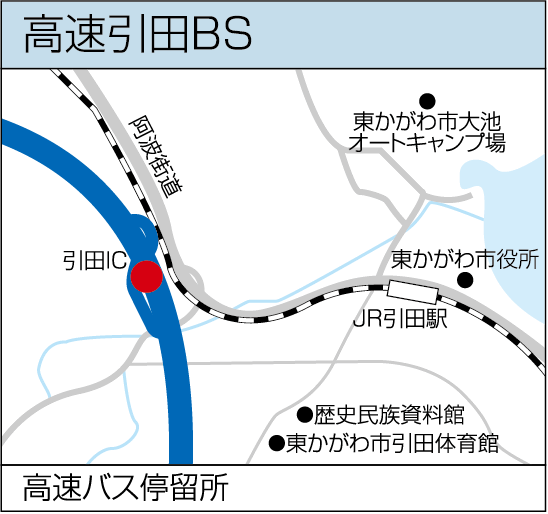 高速引田BS
東かがわ市大池
オートキャンプ場
阿波街道
引田IC
東かがわ市役所
JR引田駅
歴史民族資料館
東かがわ市引田体育館
高速バス停留所